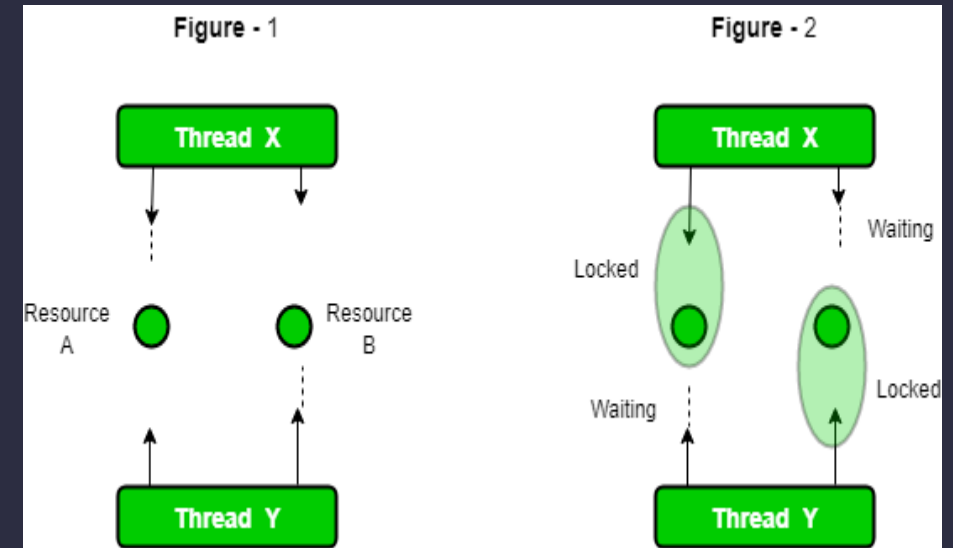 Figure - 1
Thread X
Resource
A
Resource
B
Thread Y
Figure - 2
Thread X
Waiting
Locked
Waiting
Locked
Thread Y